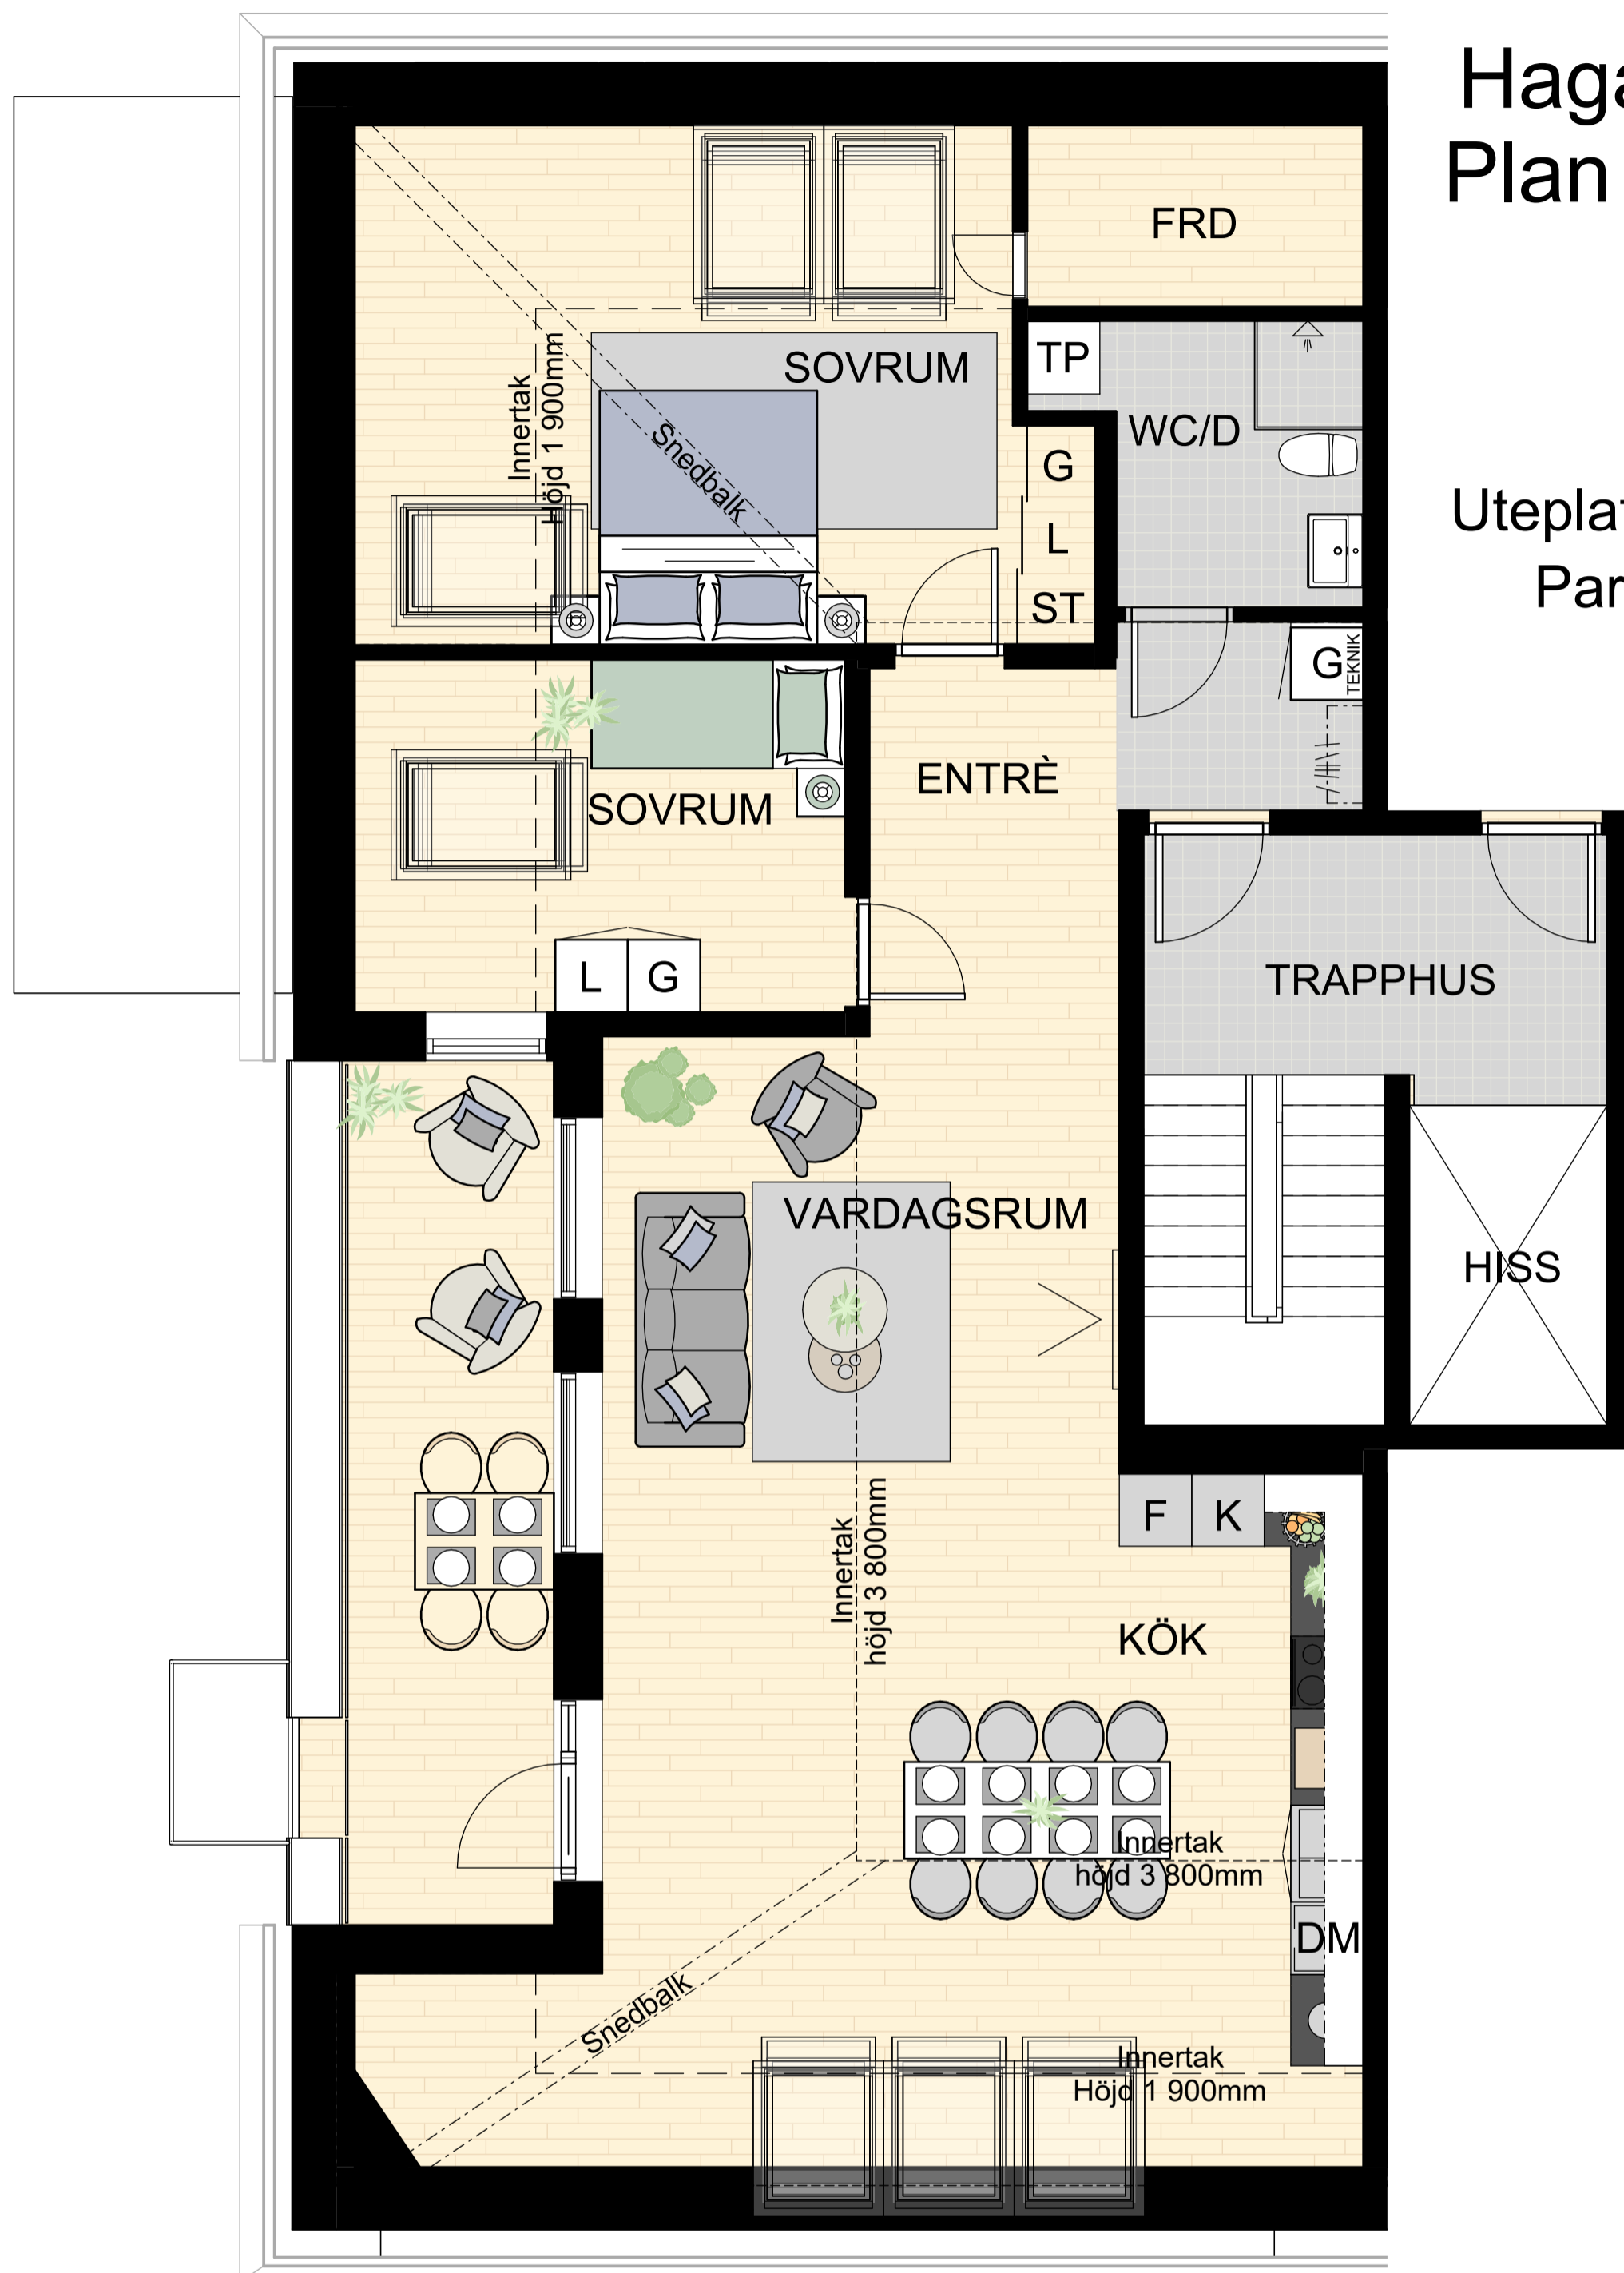 Haga
Plan
FRD
SOVRUM
TP
WC/D
Innertak
Höjd 1 900mm
Snedbalk
G
L
ST
Uteplat
Par
G
TEKNIK
ENTRÈ
SOVRUM
L
G
TRAPPHUS
VARDAGSRUM
HISS
F
K
Innertak
höjd 3 800mm
KÖK
Innertak
höjd 3 800mm
DM
Snedbalk
Innertak
Höjd 1 900mm